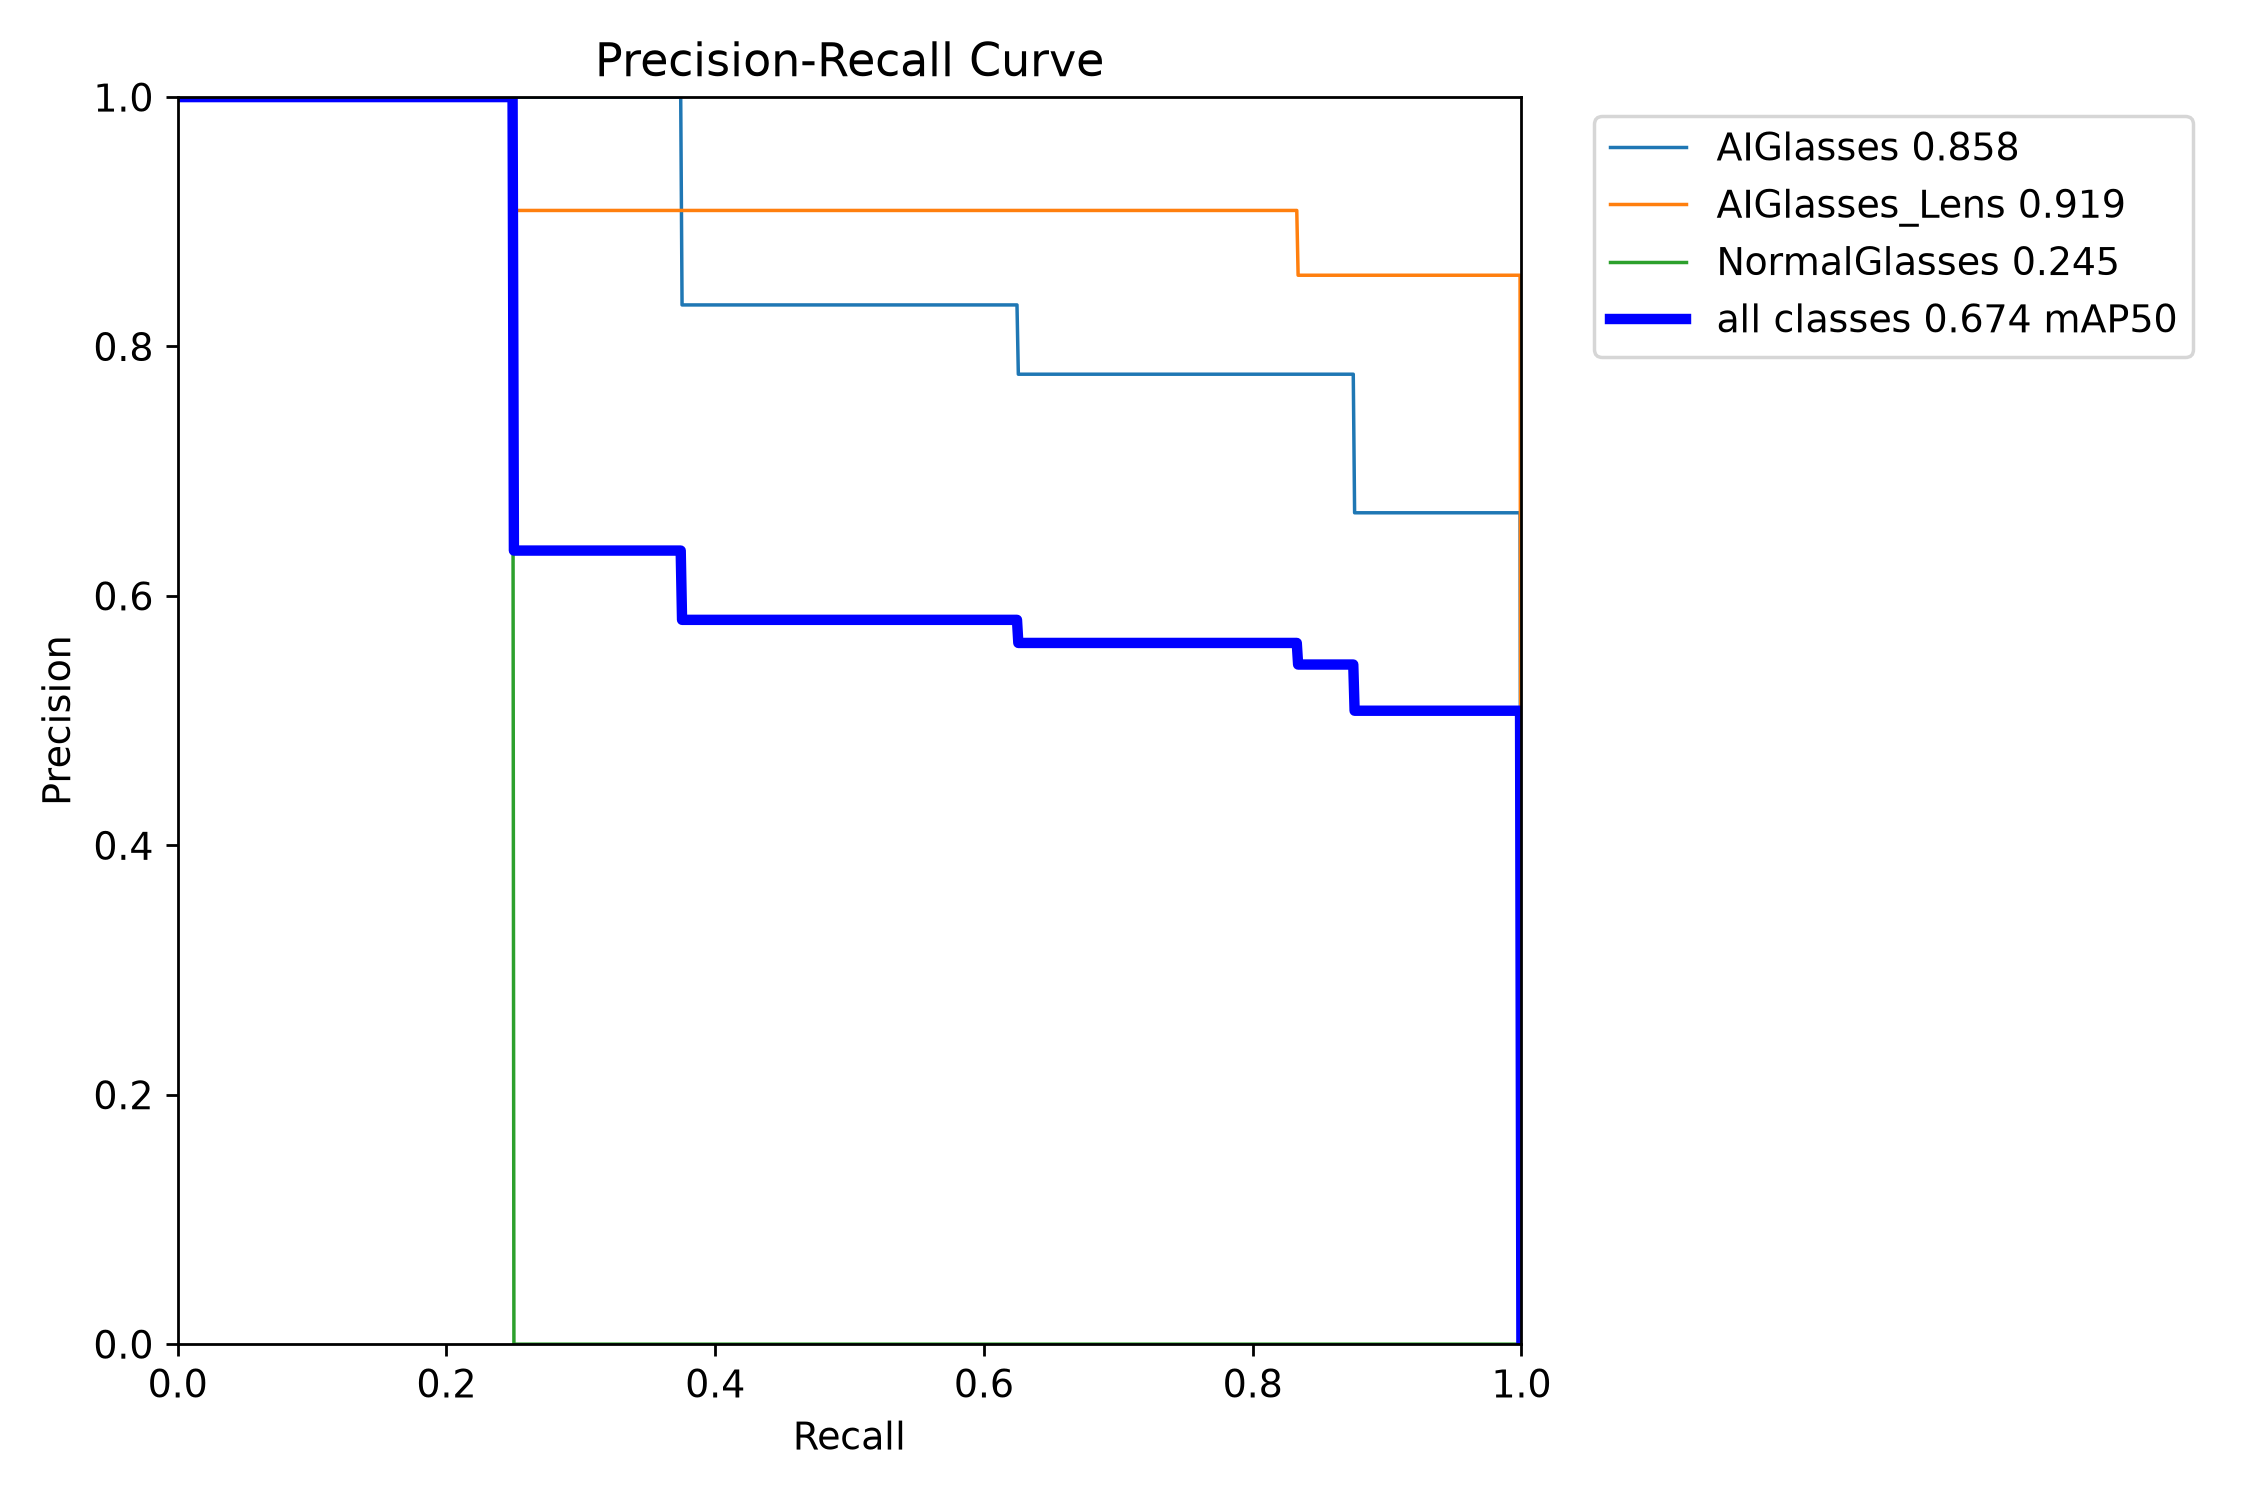 Precision-Recall Curve
1.0
0.8
0.6
0.4
0.2
0.0
Precision
0.0 0.2 0.4 0.6 0.8 1.0
Recall
AIGlasses 0.858
AIGlasses_Lens 0.919
NormalGlasses 0.245
all classes 0.674 mAP50